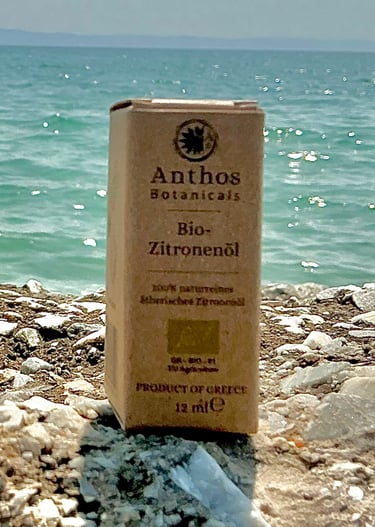 Anthos
Botanicals
Bio-
Zitronenöl
100% naturreines
ätherisches Zitronenöl
GR-BIO-01
EU Agriculture
PRODUCT OF GREECE
12 ml e